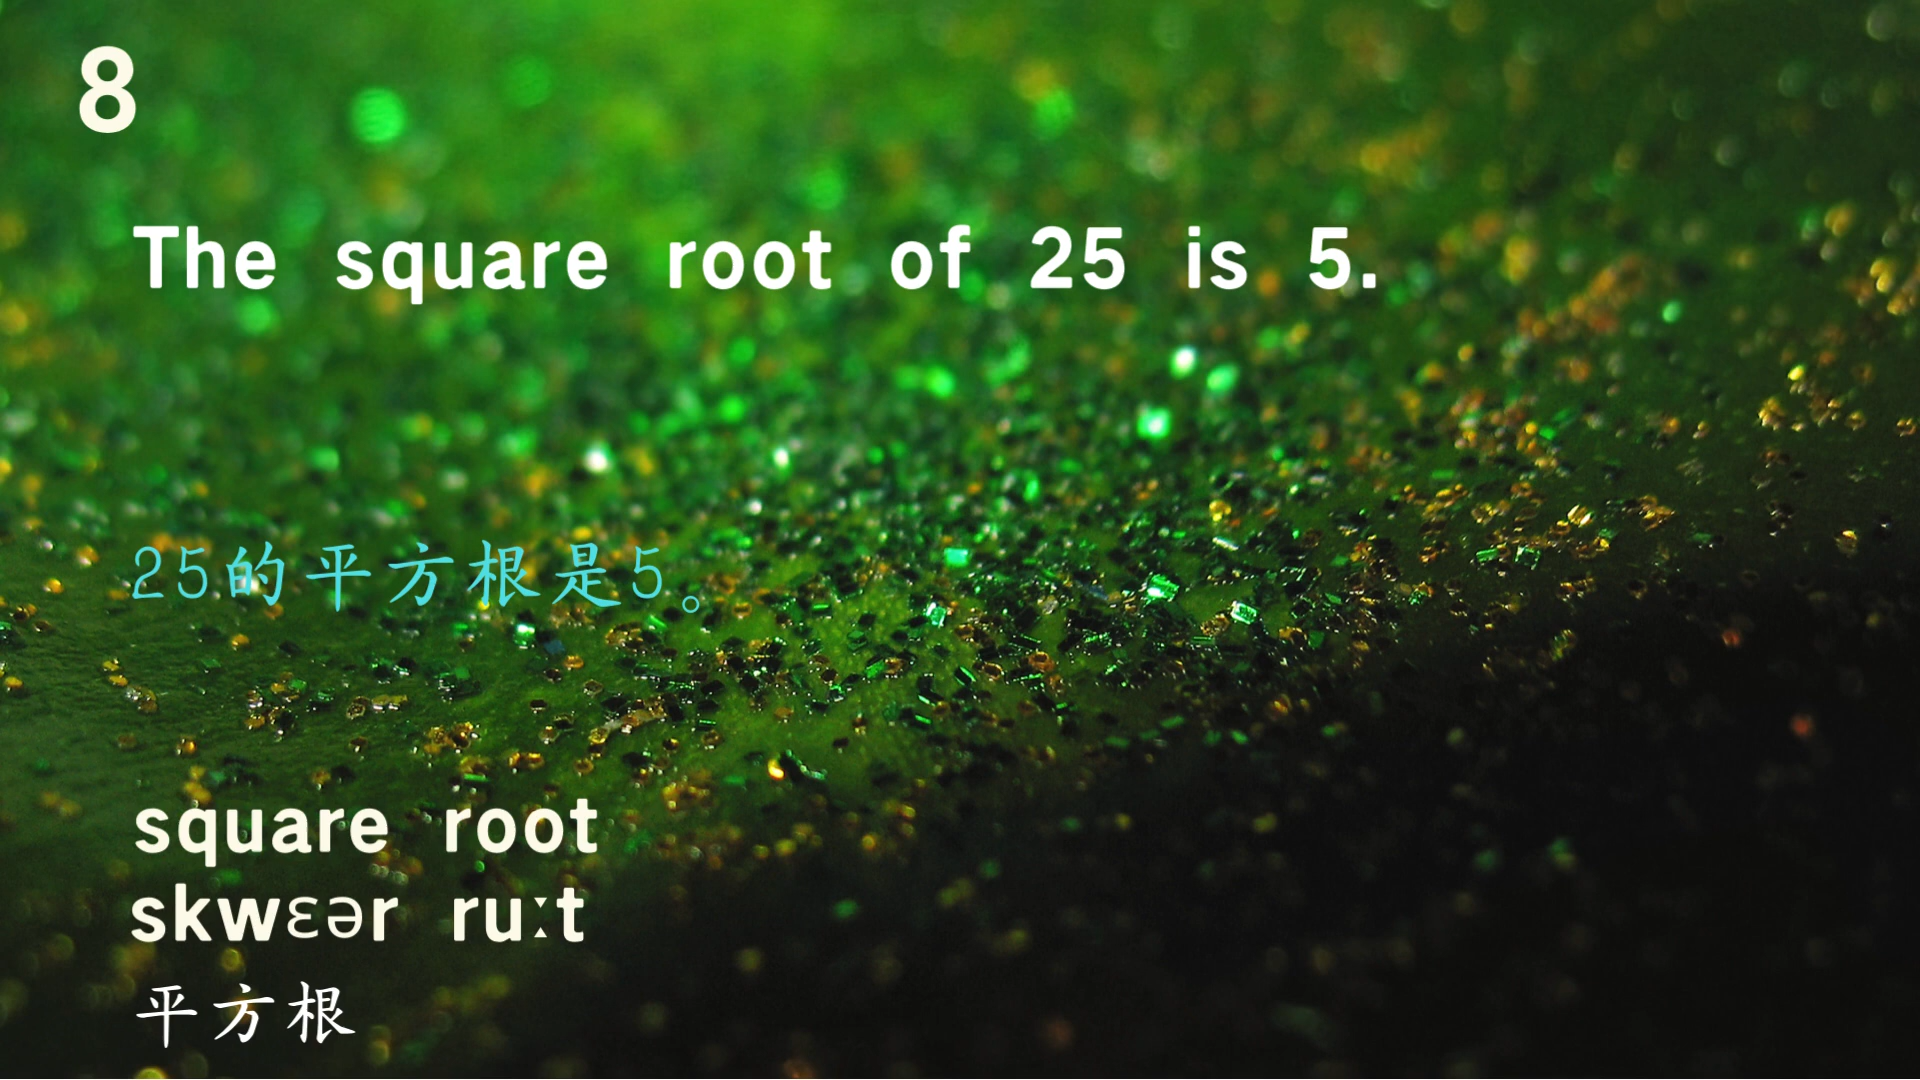 8
The square root of 25 is 5.
25的平方根是5。
square root
skwɛər ruːt
平方根